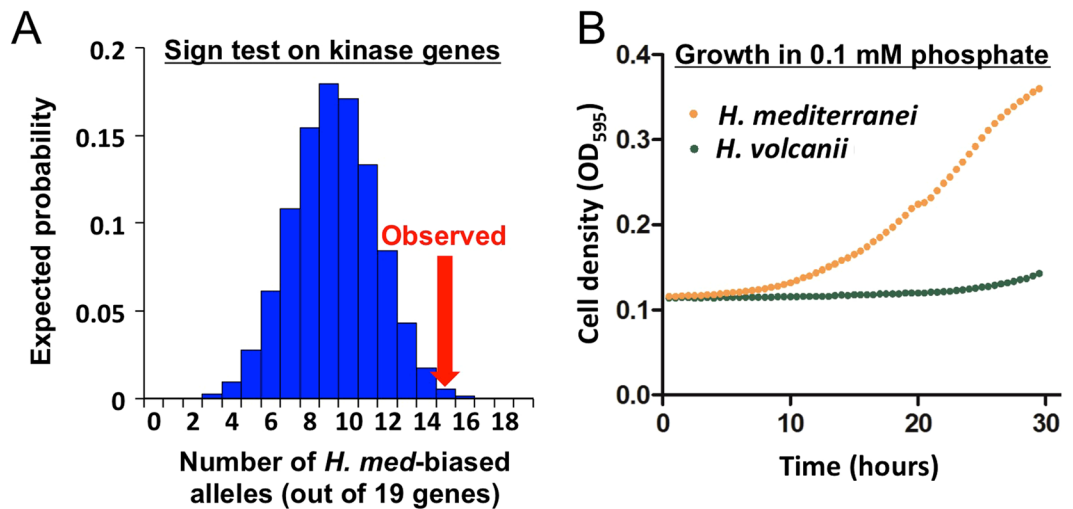 A
Sign test on kinase genes
Expected probability
0.2
0.15
0.1
0.05
0
Observed
0 2 4 6 8 10 12 14 16 18
Number of H. med-biased
alleles (out of 19 genes)
B
Growth in 0.1 mM phosphate
H. mediterranei
H. volcanii
Cell density (OD595)
0.4
0.3
0.2
0.1
0.0
0 10 20 30
Time (hours)